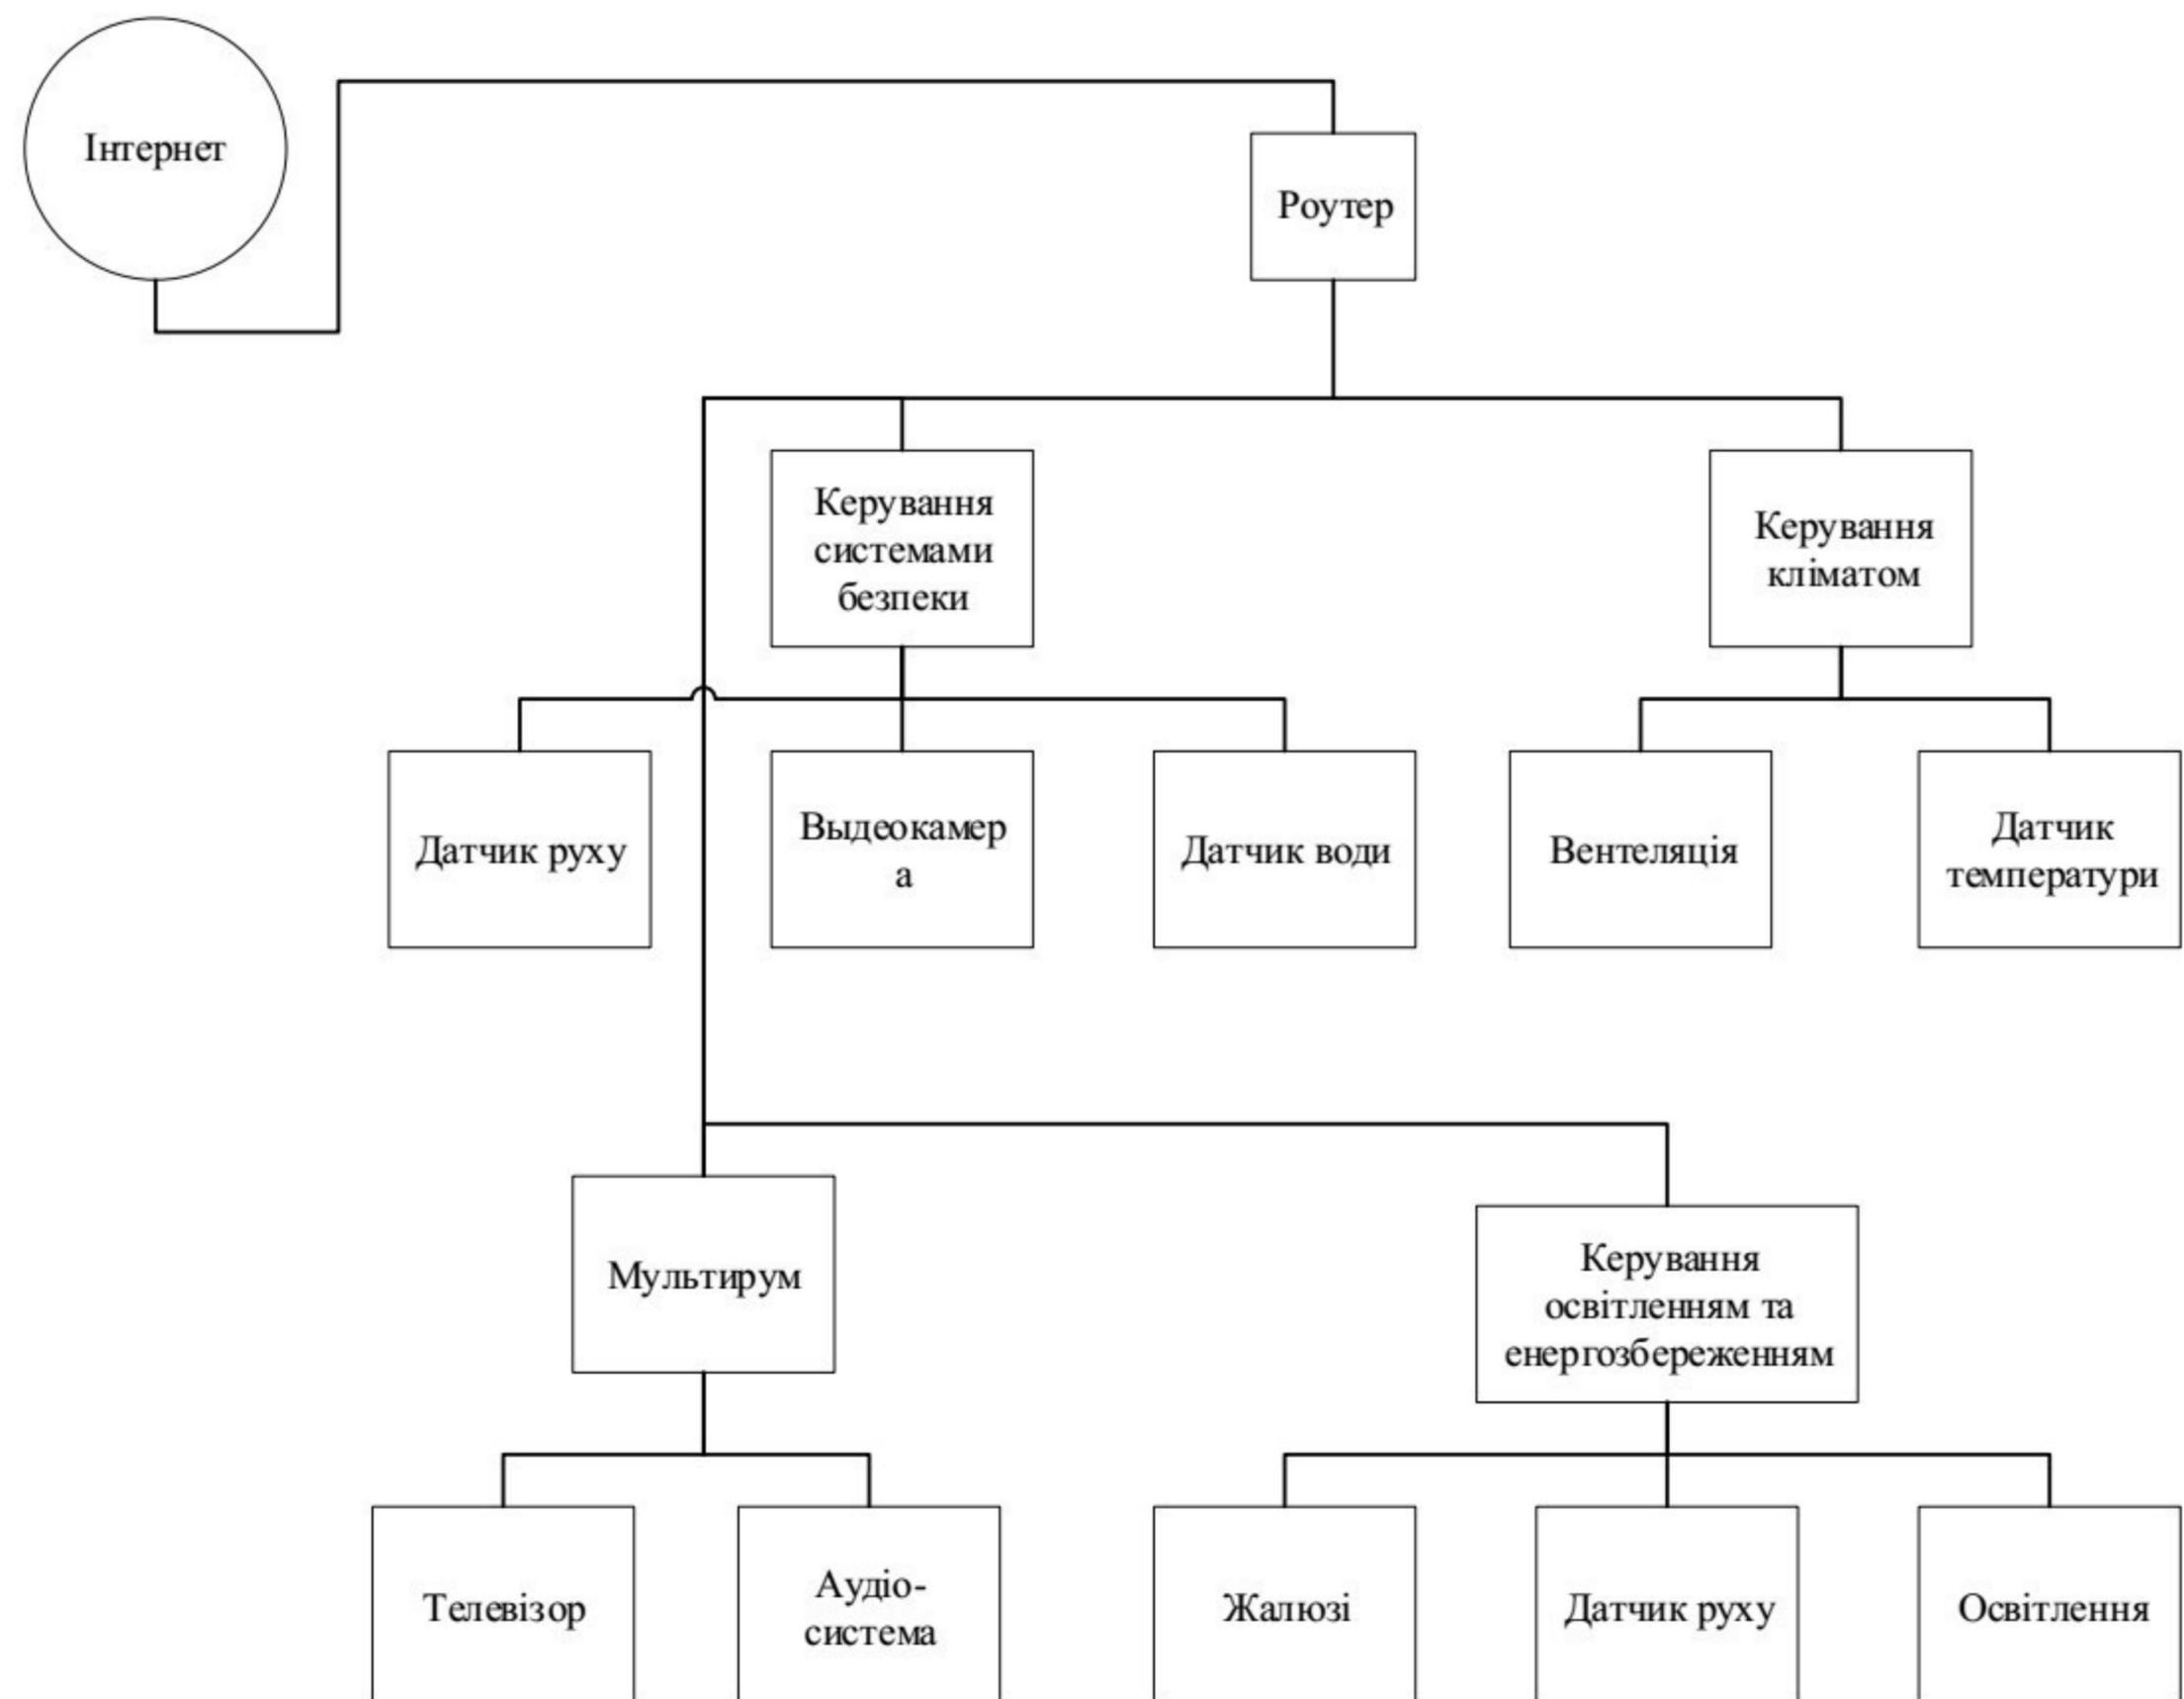 Інтернет
Роутер
Керування
системами
безпеки
Керування
кліматом
Датчик руху
Выдеокамер
а
Датчик води
Вентеляція
Датчик
температури
Мультирум
Керування
освітленням та
енергозбереженням
Телевізор
Аудіо-
система
Жалюзі
Датчик руху
Освітлення